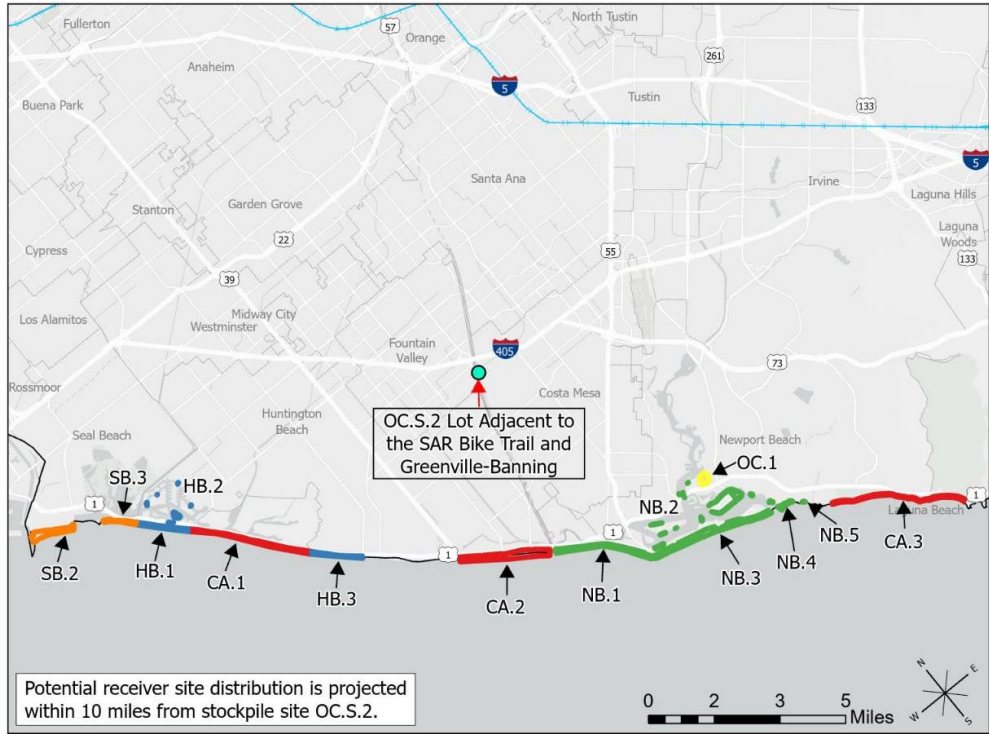 Fullerton
57
Orange
North Tustin
261
Anaheim
5
Buena Park
Tustin
133
5
Santa Ana
Irvine
Laguna Hills
Stanton
Garden Grove
22
Laguna
Woods
133
Cypress
39
55
Midway City
Westminster
Los Alamitos
Fountain
Valley
405
73
Rossmoor
Costa Mesa
Huntington
Beach
OC.S.2 Lot Adjacent to
the SAR Bike Trail and
Greenville-Banning
Seal Beach
Newport Beach
OC.1
SB.3
HB.2
NB.2
1
1
1
1
Laguna Beach
SB.2
HB.1
CA.1
HB.3
CA.2
NB.1
NB.3
NB.4
NB.5
CA.3
Potential receiver site distribution is projected
within 10 miles from stockpile site OC.S.2.
0 2 3 5
Miles
N
E
W
S